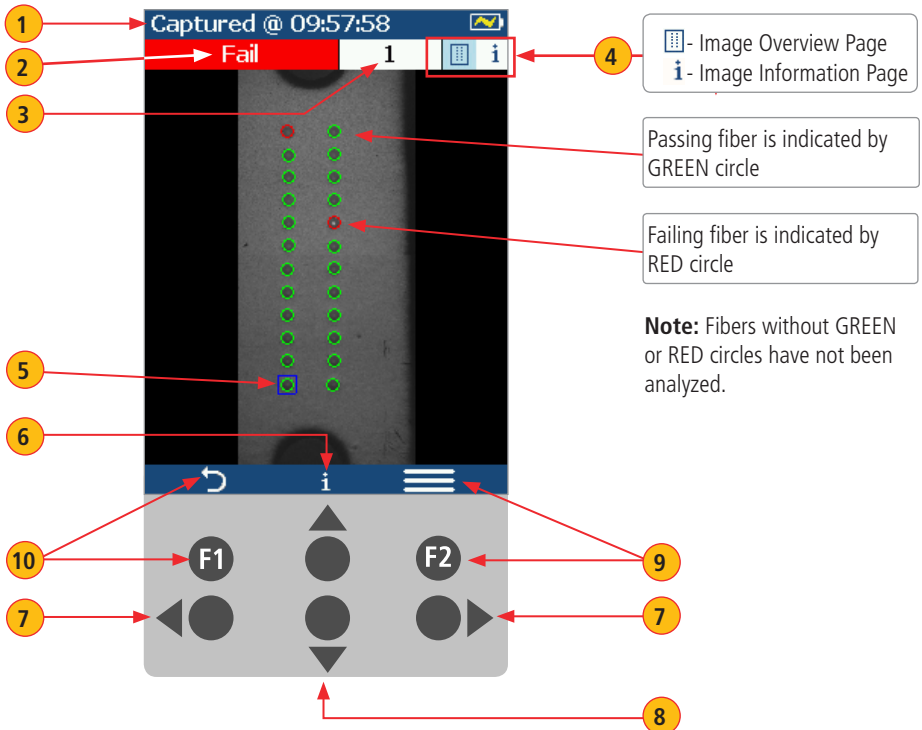 1
Captured @ 09:57:58
2
Fail
1
i
4
- Image Overview Page
i - Image Information Page
3
Passing fiber is indicated by
GREEN circle
Failing fiber is indicated by
RED circle
Note: Fibers without GREEN
or RED circles have not been
analyzed.
5
6
i
10
F1
F2
9
7
7
8